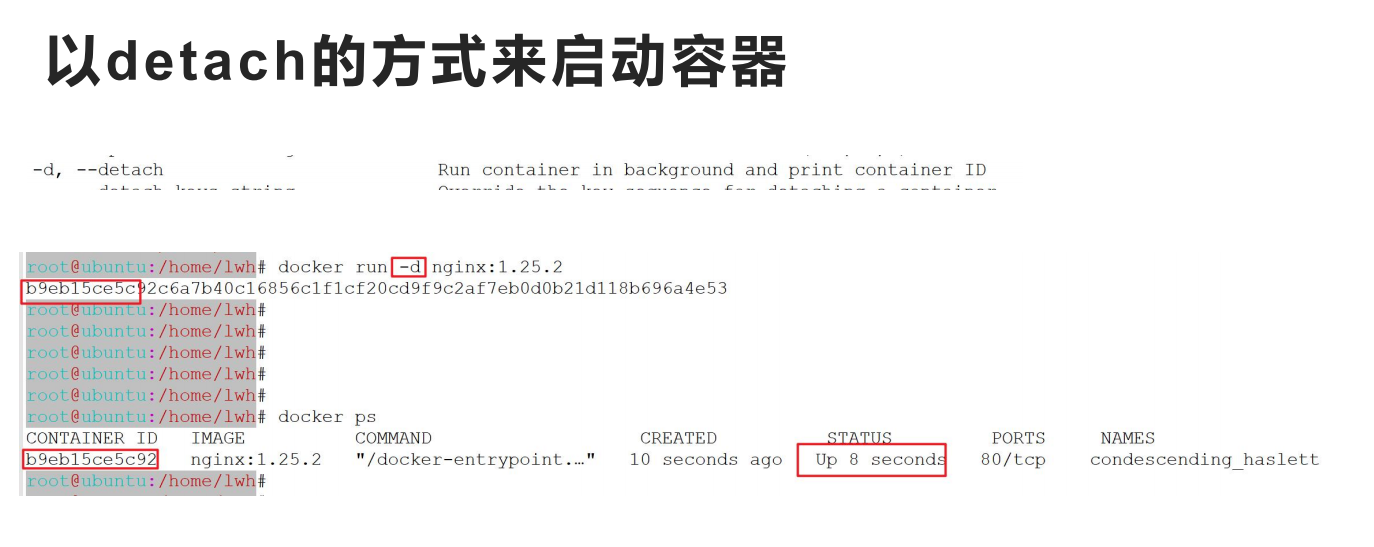 以detach的方式来启动容器
-d, --detach Run container in background and print container ID
root@ubuntu:/home/lwh# docker run -d nginx:1.25.2
b9eb15ce5c92c6a7b40c16856c1f1cf20cd9f9c2af7eb0d0b21d118b696a4e53
root@ubuntu:/home/lwh#
root@ubuntu:/home/lwh#
root@ubuntu:/home/lwh#
root@ubuntu:/home/lwh#
root@ubuntu:/home/lwh#
root@ubuntu:/home/lwh# docker ps
CONTAINER ID IMAGE COMMAND CREATED STATUS PORTS NAMES
b9eb15ce5c92 nginx:1.25.2 "/docker-entrypoint.…" 10 seconds ago Up 8 seconds 80/tcp condescending_haslett
root@ubuntu:/home/lwh#